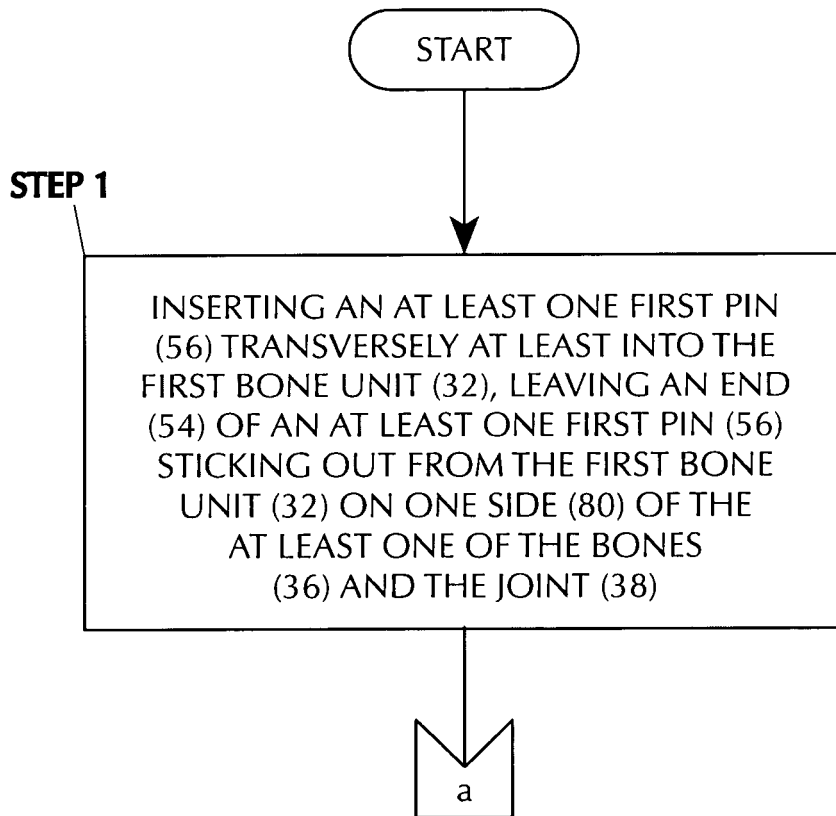 START
STEP 1
INSERTING AN AT LEAST ONE FIRST PIN
(56) TRANSVERSELY AT LEAST INTO THE
FIRST BONE UNIT (32), LEAVING AN END
(54) OF AN AT LEAST ONE FIRST PIN (56)
STICKING OUT FROM THE FIRST BONE
UNIT (32) ON ONE SIDE (80) OF THE
AT LEAST ONE OF THE BONES
(36) AND THE JOINT (38)
a